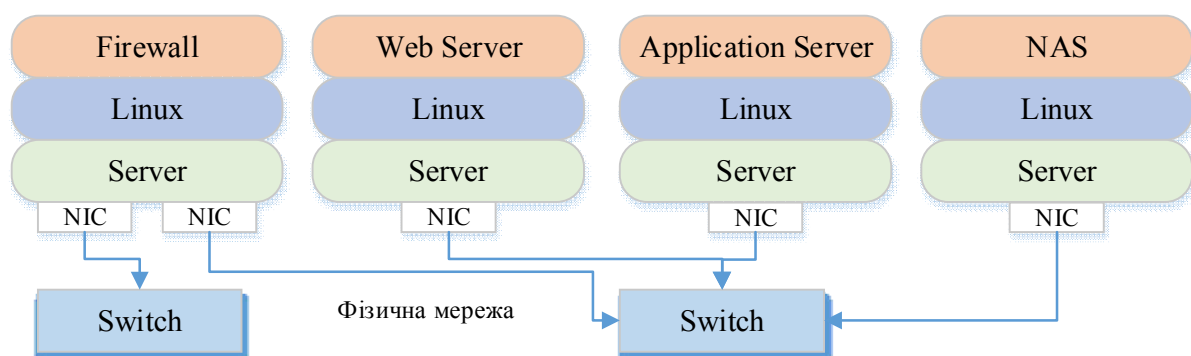 Firewall
Web Server
Application Server
NAS
Linux
Linux
Linux
Linux
Server
Server
Server
Server
NIC
NIC
NIC
NIC
NIC
Switch
Фізична мережа
Switch